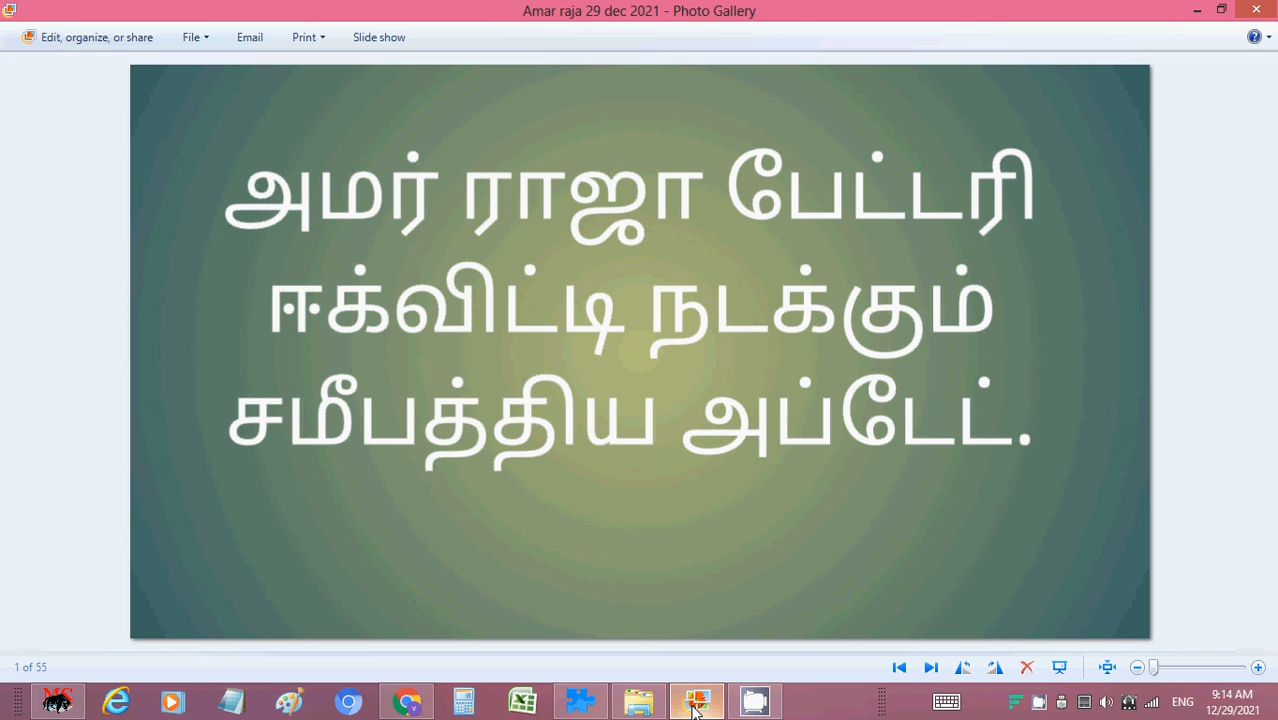 Amar raja 29 dec 2021 - Photo Gallery
Edit, organize, or share File Email Print Slide show
அமர் ராஜா பேட்டரி
ஈக்விட்டி நடக்கும்
சமீபத்திய அப்டேட்.
1 of 55
MS
ENG
9:14 AM
12/29/2021